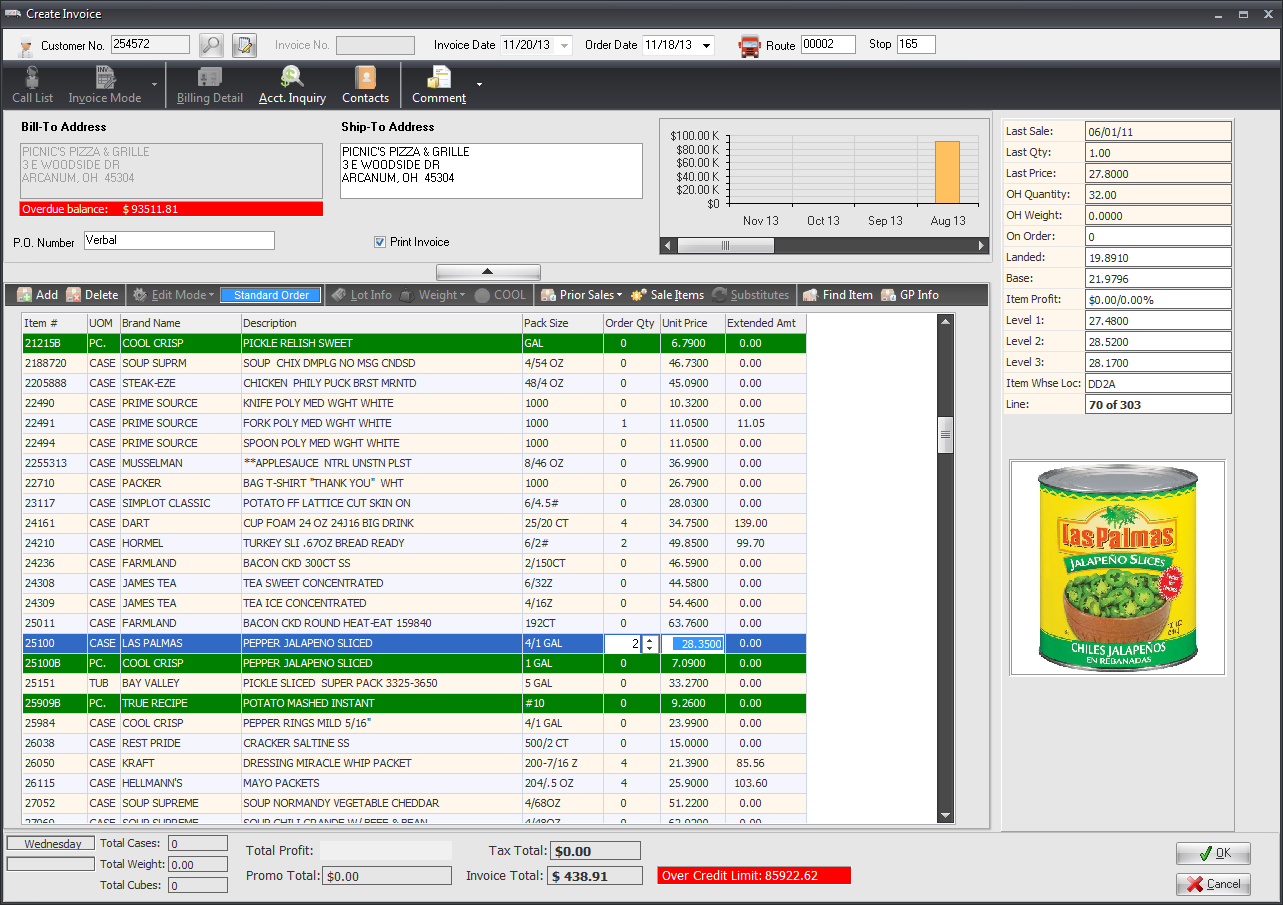 Create Invoice
Customer No. 254572 Invoice No. Invoice Date 11/20/13 Order Date 11/18/13 Route 00002 Stop 165
Call List Invoice Mode Billing Detail Acct. Inquiry Contacts Comment
Bill-To Address
PICNIC'S PIZZA & GRILLE
3 E WOODSIDE DR
ARCANUM, OH 45304
Overdue balance: $ 93511.81
Ship-To Address
PICNIC'S PIZZA & GRILLE
3 E WOODSIDE DR
ARCANUM, OH 45304
P.O. Number Verbal
Print Invoice
$100.00 K
$80.00 K
$60.00 K
$40.00 K
$20.00 K
$0
Nov 13 Oct 13 Sep 13 Aug 13
Add Delete Edit Mode Standard Order Lot Info Weight COOL Prior Sales Sale Items Substitutes Find Item GP Info
Item # UOM Brand Name Description Pack Size Order Qty Unit Price Extended Amt
21215B PC. COOL CRISP PICKLE RELISH SWEET GAL 0 6.7900 0.00
2188720 CASE SOUP SUPRM SOUP CHIX DMPLG NO MSG CNDSD 4/54 OZ 0 46.7300 0.00
2205888 CASE STEAK-EZE CHICKEN PHILY PUCK BRST MRNTD 48/4 OZ 0 45.0900 0.00
22490 CASE PRIME SOURCE KNIFE POLY MED WGHT WHITE 1000 0 10.3200 0.00
22491 CASE PRIME SOURCE FORK POLY MED WGHT WHITE 1000 1 11.0500 11.05
22494 CASE PRIME SOURCE SPOON POLY MED WGHT WHITE 1000 0 11.0500 0.00
2255313 CASE MUSSELMAN **APPLESAUCE NTRL UNSTN PLST 8/46 OZ 0 36.9900 0.00
22710 CASE PACKER BAG T-SHIRT "THANK YOU" WHT 1000 0 26.7900 0.00
23117 CASE SIMPLOT CLASSIC POTATO FF LATTICE CUT SKIN ON 6/4.5# 0 28.0300 0.00
24161 CASE DART CUP FOAM 24 OZ 24J16 BIG DRINK 25/20 CT 4 34.7500 139.00
24210 CASE HORMEL TURKEY SLI .67OZ BREAD READY 6/2# 2 49.8500 99.70
24236 CASE FARMLAND BACON CKD 300CT SS 2/150CT 0 46.5900 0.00
24308 CASE JAMES TEA TEA SWEET CONCENTRATED 6/32Z 0 44.5800 0.00
24309 CASE JAMES TEA TEA ICE CONCENTRATED 4/16Z 0 54.4600 0.00
25011 CASE FARMLAND BACON CKD ROUND HEAT-EAT 159840 192CT 0 63.7600 0.00
25100 CASE LAS PALMAS PEPPER JALAPENO SLICED 4/1 GAL 2 28.3500 0.00
25100B PC. COOL CRISP PEPPER JALAPENO SLICED 1 GAL 0 7.0900 0.00
25151 TUB BAY VALLEY PICKLE SLICED SUPER PACK 3325-3650 5 GAL 0 33.2700 0.00
25909B PC. TRUE RECIPE POTATO MASHED INSTANT #10 0 9.2600 0.00
25984 CASE COOL CRISP PEPPER RINGS MILD 5/16" 4/1 GAL 0 23.9900 0.00
26038 CASE REST PRIDE CRACKER SALTINE SS 500/2 CT 0 15.0000 0.00
26050 CASE KRAFT DRESSING MIRACLE WHIP PACKET 200-7/16 Z 4 21.3900 85.56
26115 CASE HELLMANN'S MAYO PACKETS 204/.5 OZ 4 25.9000 103.60
27052 CASE SOUP SUPREME SOUP NORMANDY VEGETABLE CHEDDAR 4/68OZ 0 51.2200 0.00
27060 CASE SOUP SUPREME SOUP CHILI GRANDE W/ BEEF & BEAN 4/48OZ 0 62.0200 0.00
Last Sale: 06/01/11
Last Qty: 1.00
Last Price: 27.8000
OH Quantity: 32.00
OH Weight: 0.0000
On Order: 0
Landed: 19.8910
Base: 21.9796
Item Profit: $0.00/0.00%
Level 1: 27.4800
Level 2: 28.5200
Level 3: 28.1700
Item Whse Loc: DD2A
Line: 70 of 303
Las Palmas
JALAPEÑO SLICES
CHILES JALAPEÑOS
EN REBANADAS
Wednesday
Total Cases: 0
Total Weight: 0.00
Total Cubes: 0
Total Profit:
Promo Total: $0.00
Tax Total: $0.00
Invoice Total: $ 438.91
Over Credit Limit: 85922.62
OK
Cancel